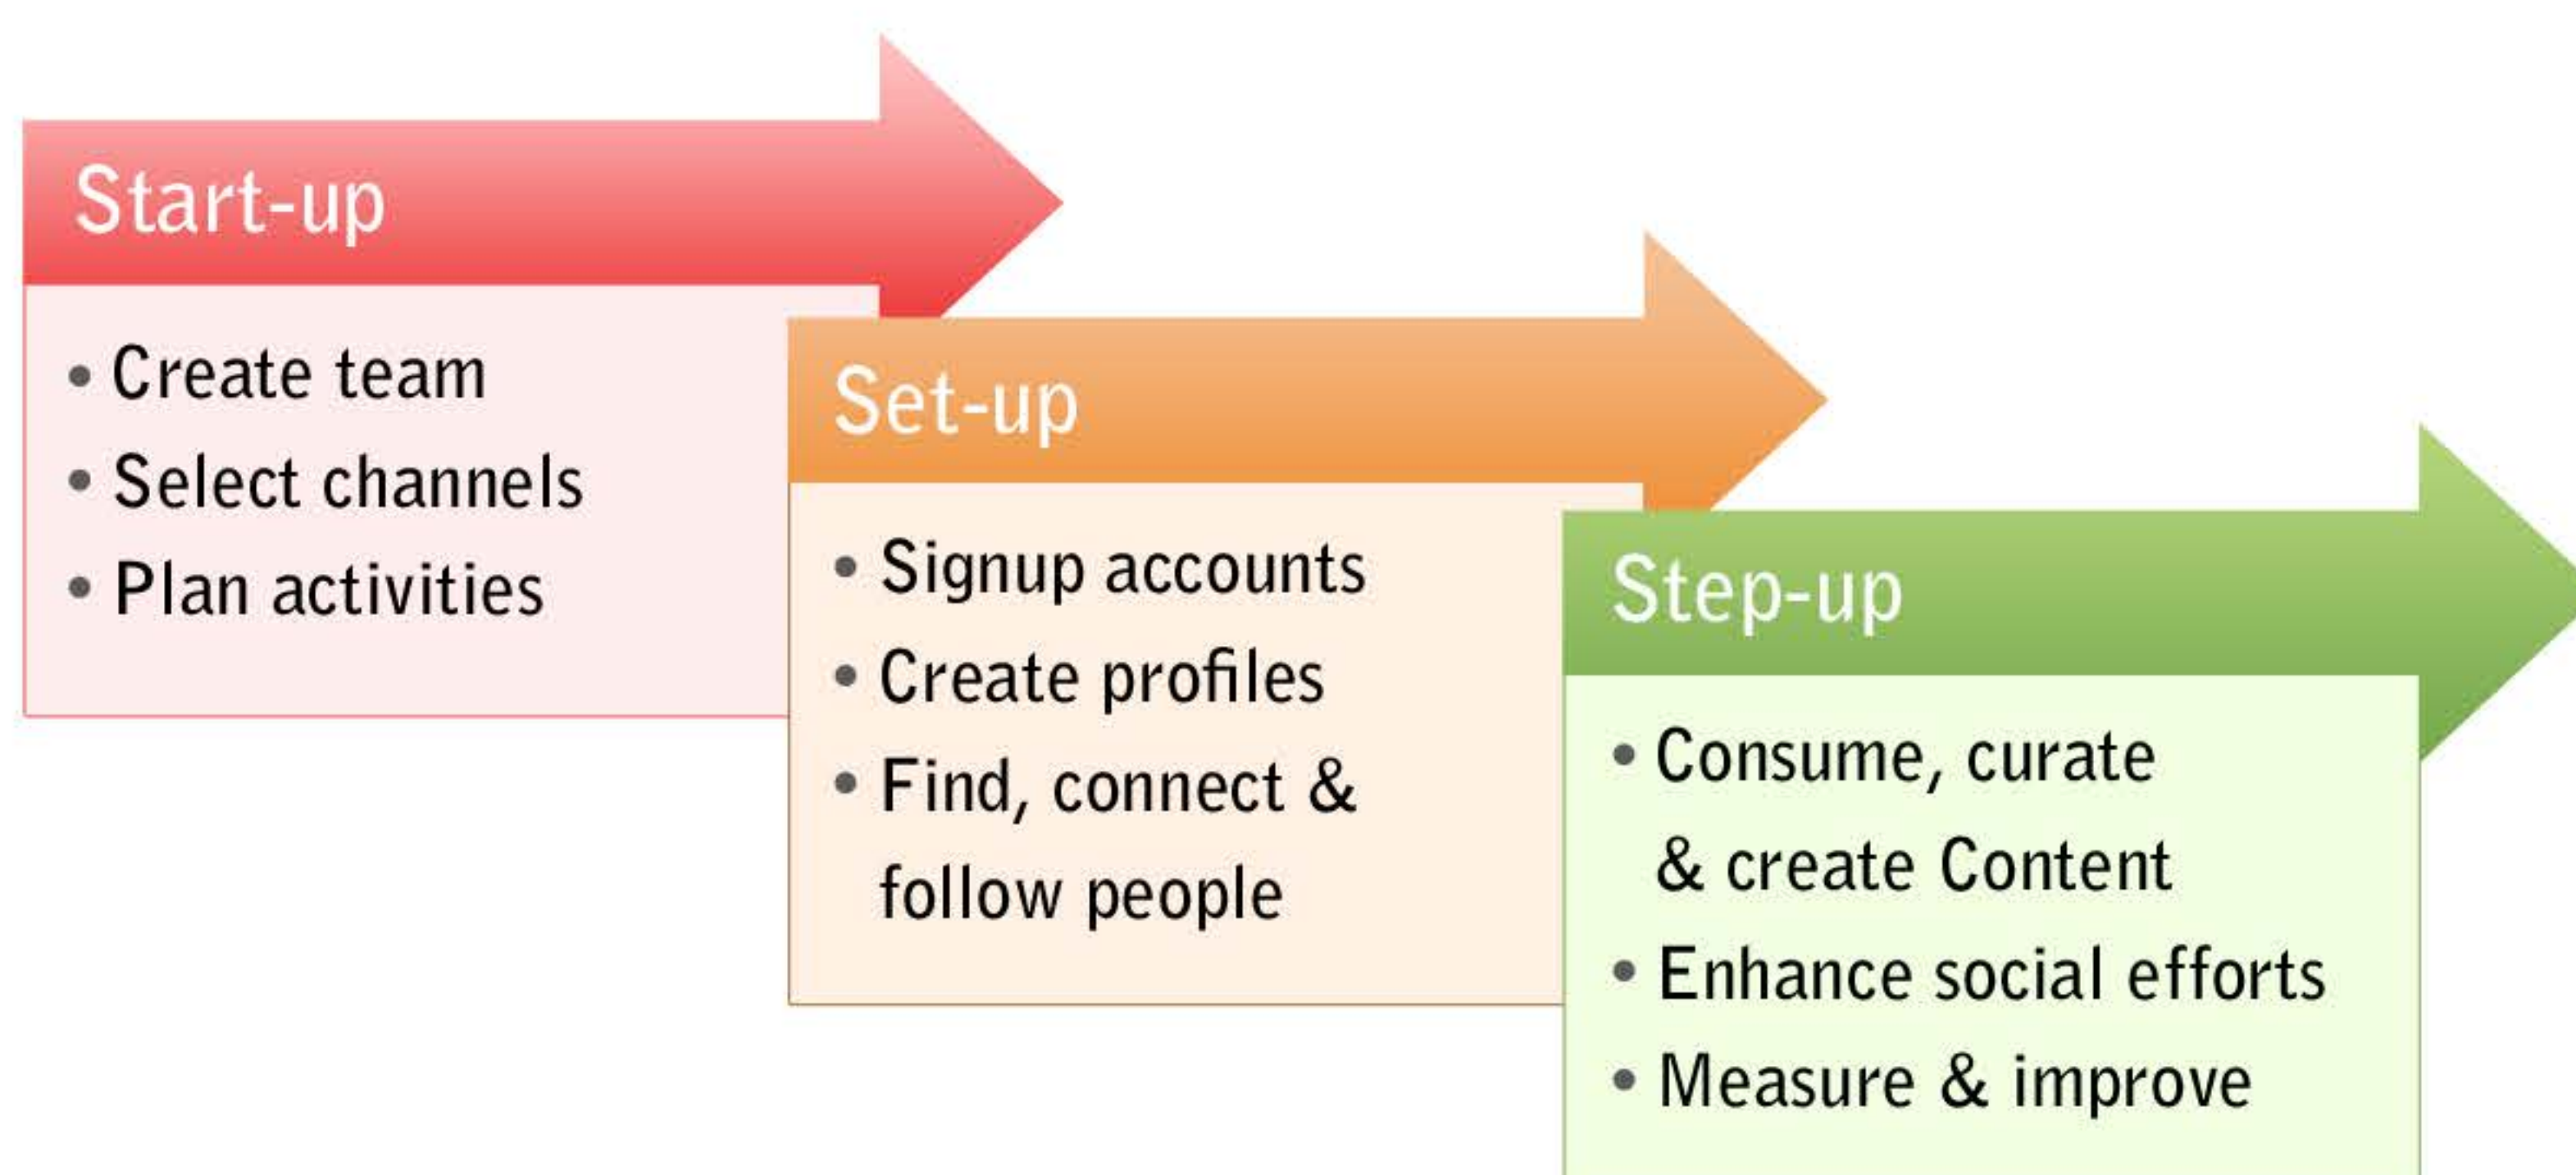 Start-up
• Create team
• Select channels
• Plan activities
Set-up
• Signup accounts
• Create profiles
• Find, connect &
follow people
Step-up
• Consume, curate
& create Content
• Enhance social efforts
• Measure & improve